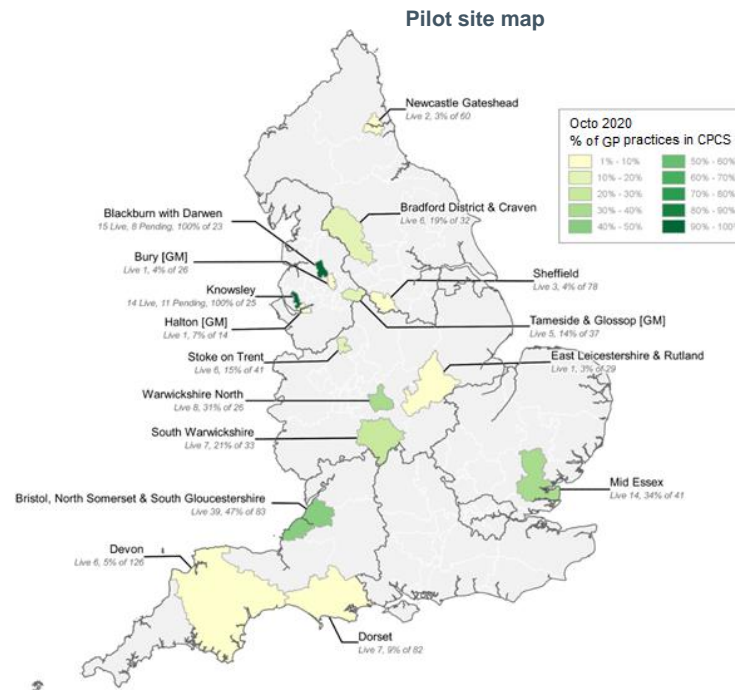 Pilot site map
Newcastle Gateshead
Live 2, 3% of 60
Octo 2020
% of GP practices in CPCS
1% - 10%
10% - 20%
20% - 30%
30% - 40%
40% - 50%
50% - 60%
60% - 70%
70% - 80%
80% - 90%
90% - 100%
Bradford District & Craven
Live 6, 19% of 32
Blackburn with Darwen
15 Live, 8 Pending, 100% of 23
Bury [GM]
Live 1, 4% of 26
Knowsley
14 Live, 11 Pending, 100% of 25
Halton [GM]
Live 1, 7% of 14
Sheffield
Live 3, 4% of 78
Tameside & Glossop [GM]
Live 5, 14% of 37
Stoke on Trent
Live 6, 15% of 41
East Leicestershire & Rutland
Live 1, 3% of 29
Warwickshire North
Live 8, 31% of 26
South Warwickshire
Live 7, 21% of 33
Mid Essex
Live 14, 34% of 41
Bristol, North Somerset & South Gloucestershire
Live 39, 47% of 83
Devon
Live 6, 5% of 126
Dorset
Live 7, 9% of 82